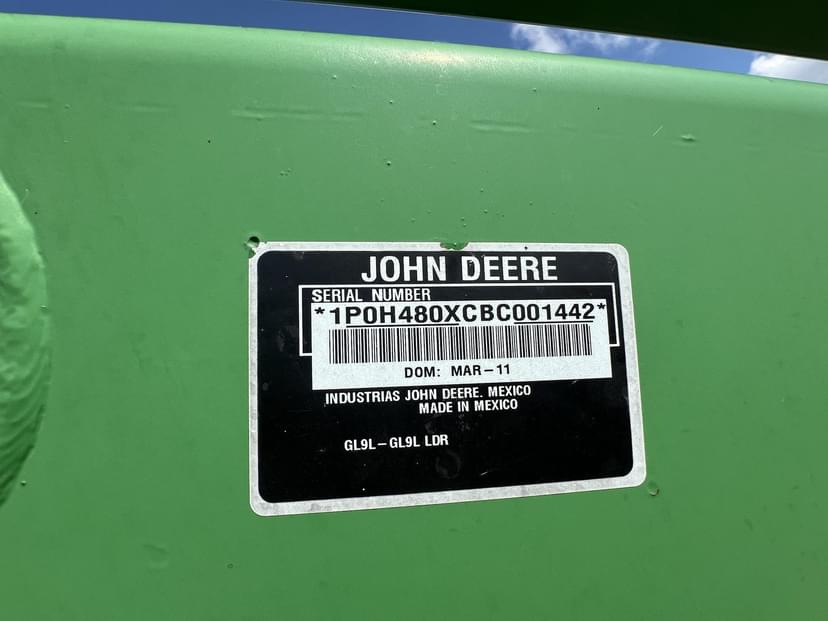 JOHN DEERE
SERIAL NUMBER
*1P0H480XCBC001442*
DOM: MAR-11
INDUSTRIAS JOHN DEERE. MEXICO
MADE IN MEXICO
GL9L-GL9L LDR